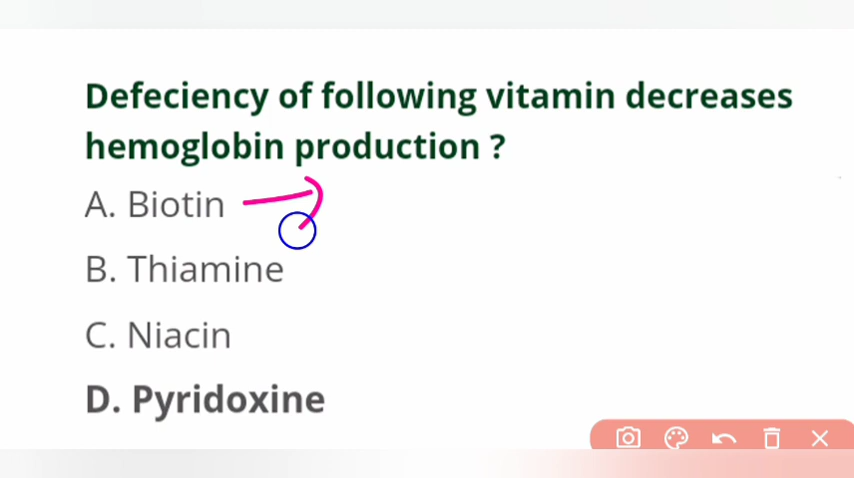 Defeciency of following vitamin decreases
hemoglobin production ?
A. Biotin
B. Thiamine
C. Niacin
D. Pyridoxine